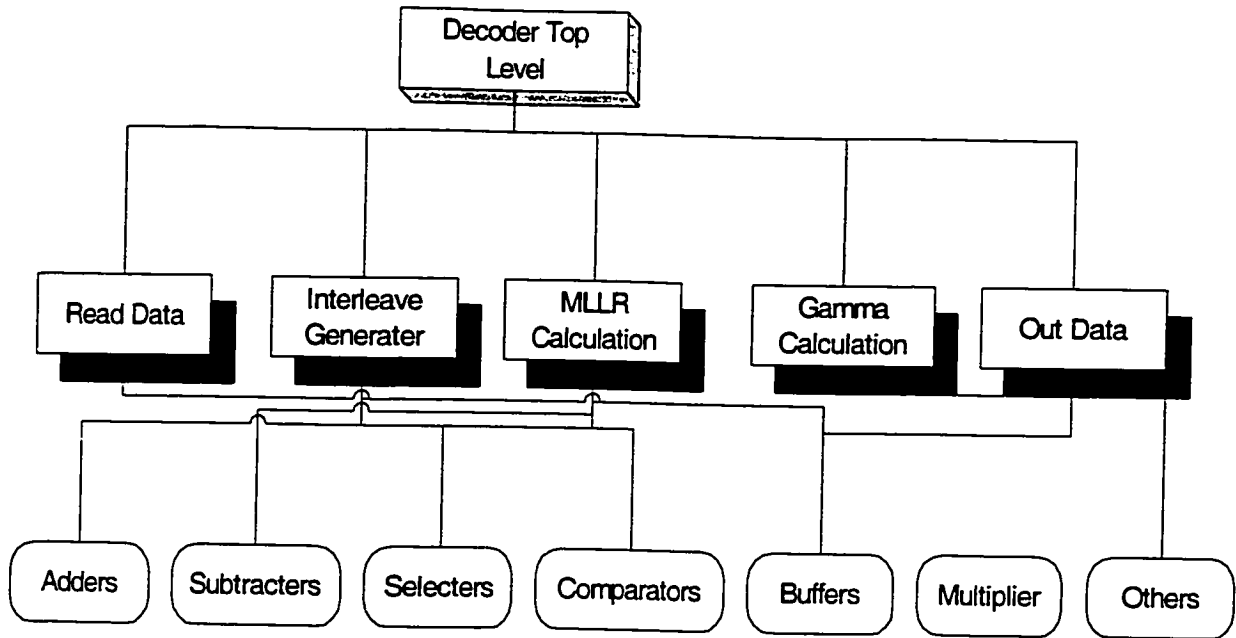 Decoder Top
Level
Read Data
Interleave
Generater
MLLR
Calculation
Gamma
Calculation
Out Data
Adders
Subtracters
Selecters
Comparators
Buffers
Multiplier
Others